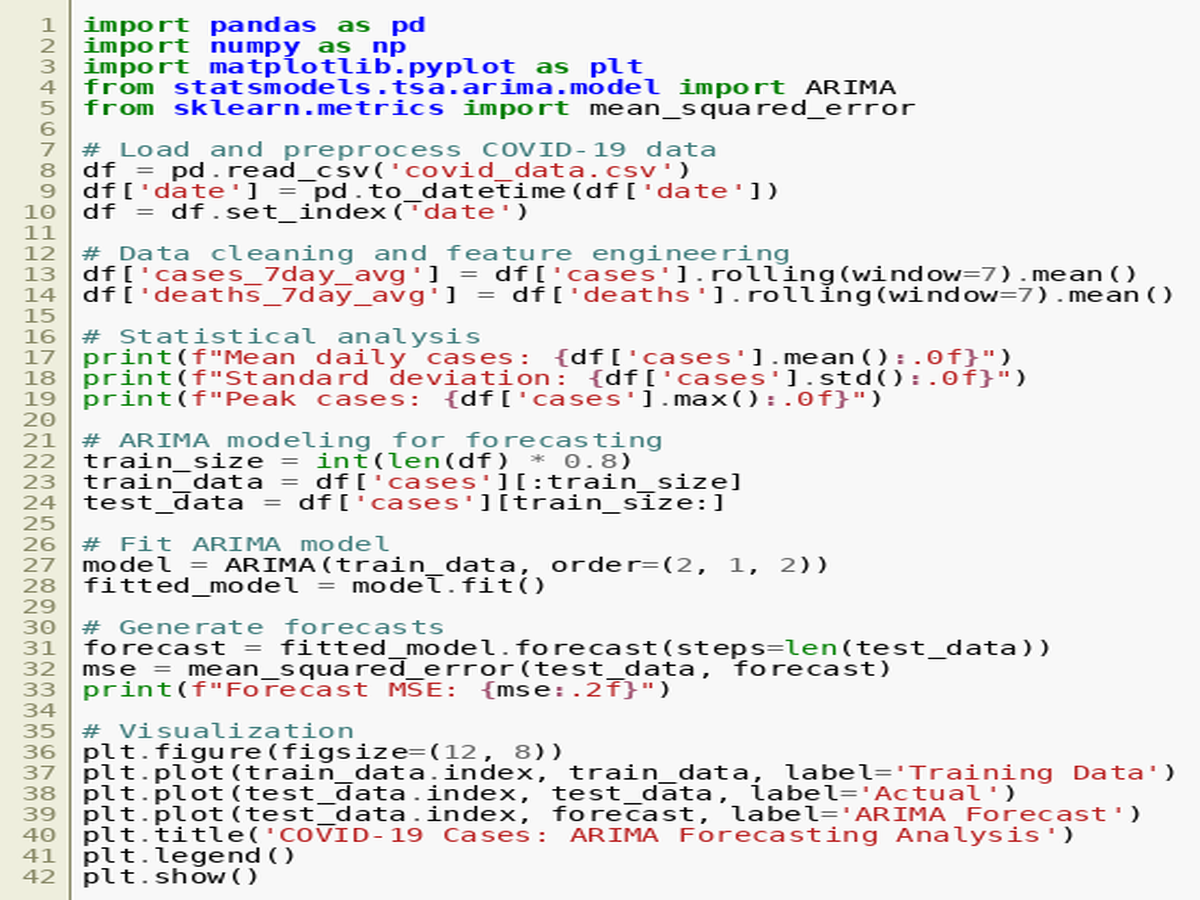 1 import pandas as pd
2 import numpy as np
3 import matplotlib.pyplot as plt
4 from statsmodels.tsa.arima.model import ARIMA
5 from sklearn.metrics import mean_squared_error
6
7 # Load and preprocess COVID-19 data
8 df = pd.read_csv('covid_data.csv')
9 df['date'] = pd.to_datetime(df['date'])
10 df = df.set_index('date')
11
12 # Data cleaning and feature engineering
13 df['cases_7day_avg'] = df['cases'].rolling(window=7).mean()
14 df['deaths_7day_avg'] = df['deaths'].rolling(window=7).mean()
15
16 # Statistical analysis
17 print(f"Mean daily cases: {df['cases'].mean():.0f}")
18 print(f"Standard deviation: {df['cases'].std():.0f}")
19 print(f"Peak cases: {df['cases'].max():.0f}")
20
21 # ARIMA modeling for forecasting
22 train_size = int(len(df) * 0.8)
23 train_data = df['cases'][:train_size]
24 test_data = df['cases'][train_size:]
25
26 # Fit ARIMA model
27 model = ARIMA(train_data, order=(2, 1, 2))
28 fitted_model = model.fit()
29
30 # Generate forecasts
31 forecast = fitted_model.forecast(steps=len(test_data))
32 mse = mean_squared_error(test_data, forecast)
33 print(f"Forecast MSE: {mse:.2f}")
34
35 # Visualization
36 plt.figure(figsize=(12, 8))
37 plt.plot(train_data.index, train_data, label='Training Data')
38 plt.plot(test_data.index, test_data, label='Actual')
39 plt.plot(test_data.index, forecast, label='ARIMA Forecast')
40 plt.title('COVID-19 Cases: ARIMA Forecasting Analysis')
41 plt.legend()
42 plt.show()